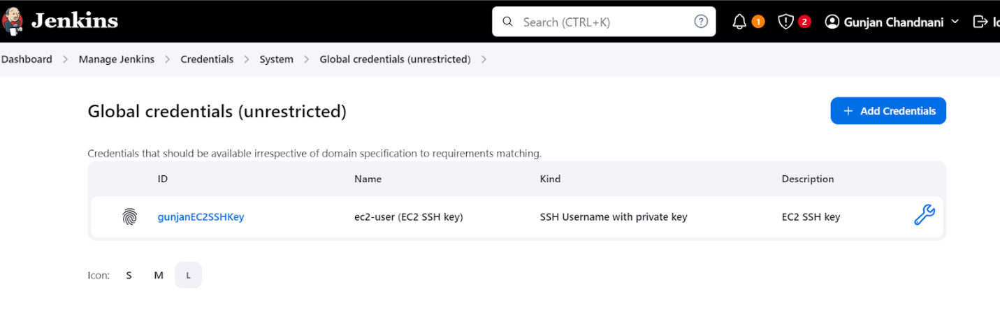 Jenkins
Search (CTRL+K)
1
2
Gunjan Chandnani
Dashboard
Manage Jenkins
Credentials
System
Global credentials (unrestricted)
Global credentials (unrestricted)
+ Add Credentials
Credentials that should be available irrespective of domain specification to requirements matching.
ID Name Kind Description
gunjanEC2SSHKey ec2-user (EC2 SSH key) SSH Username with private key EC2 SSH key
Icon: S M L